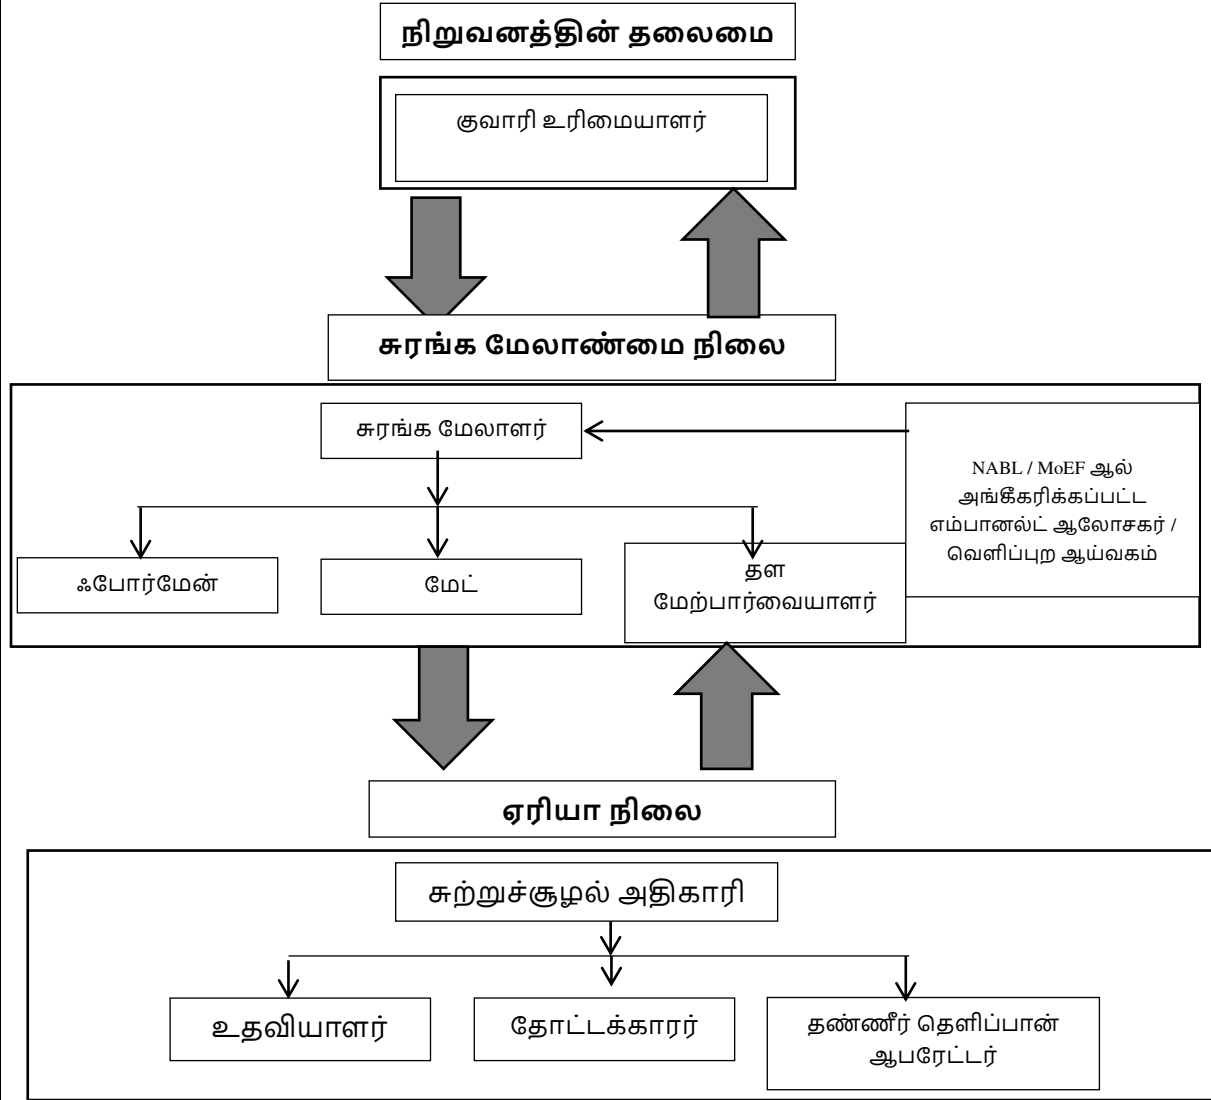 நிறுவனத்தின் தலைமை
குவாரி உரிமையாளர்
சுரங்க மேலாண்மை நிலை
சுரங்க மேலாளர்
NABL / MoEF ஆல்
அங்கீகரிக்கப்பட்ட
எம்பானல்ட் ஆலோசகர் /
வெளிப்புற ஆய்வகம்
ஃபோர்மேன்
மேட்
தள
மேற்பார்வையாளர்
ஏரியா நிலை
சுற்றுச்சூழல் அதிகாரி
உதவியாளர்
தோட்டக்காரர்
தண்ணீர் தெளிப்பான்
ஆபரேட்டர்